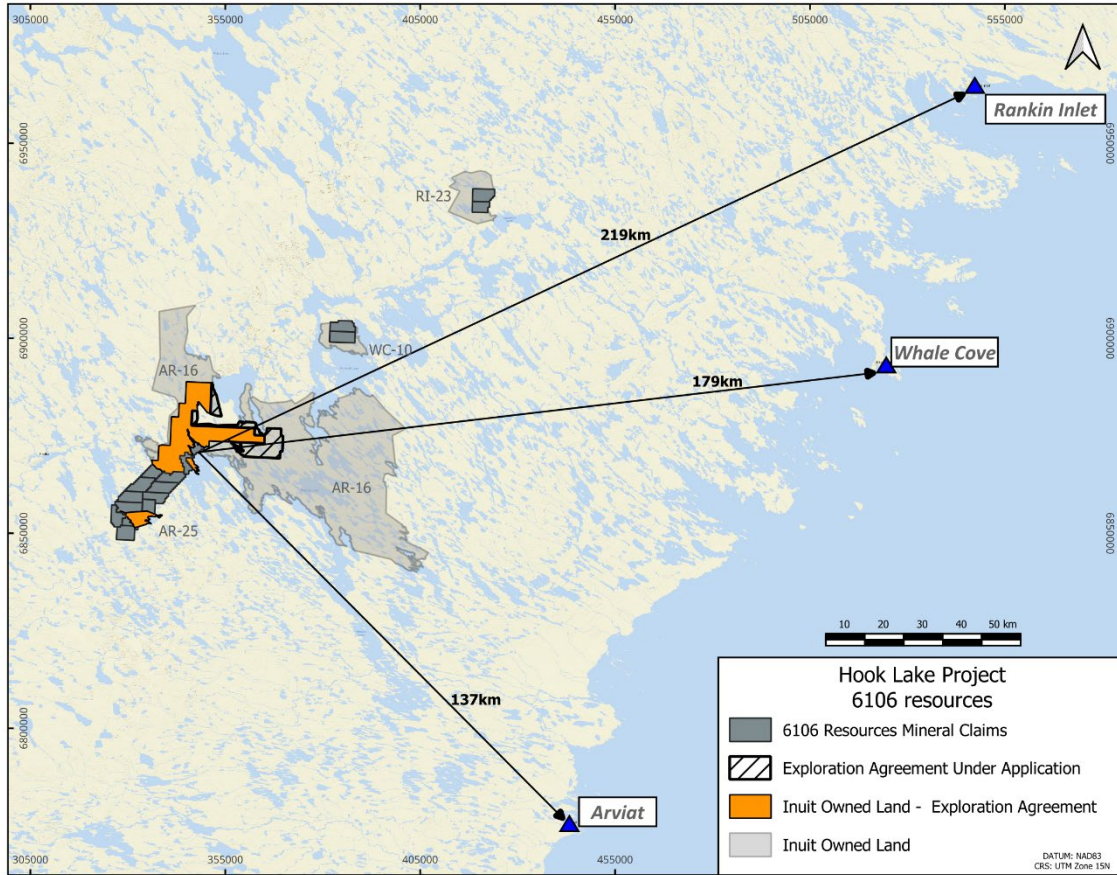 305000 355000 405000 455000 505000 555000
Rankin Inlet
6950000 6950000
RI-23
219km
6900000 6900000
WC-10
Whale Cove
AR-16
179km
AR-16
AR-25
6850000 6850000
10 20 30 40 50 km
Hook Lake Project
6106 resources
137km
6800000
6106 Resources Mineral Claims
Exploration Agreement Under Application
Inuit Owned Land - Exploration Agreement
Arviat
Inuit Owned Land
DATUM: NAD83
CRS: UTM Zone 15N
305000 355000 405000 455000